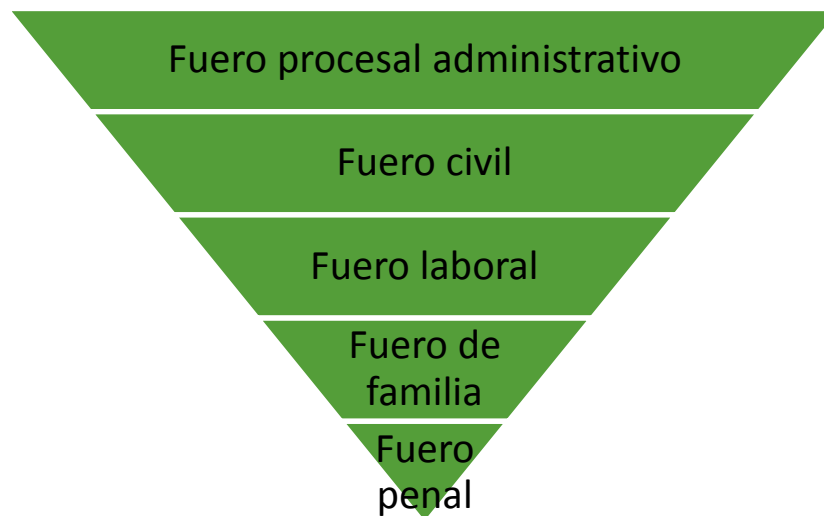 Fuero procesal administrativo
Fuero civil
Fuero laboral
Fuero de
familia
Fuero
penal